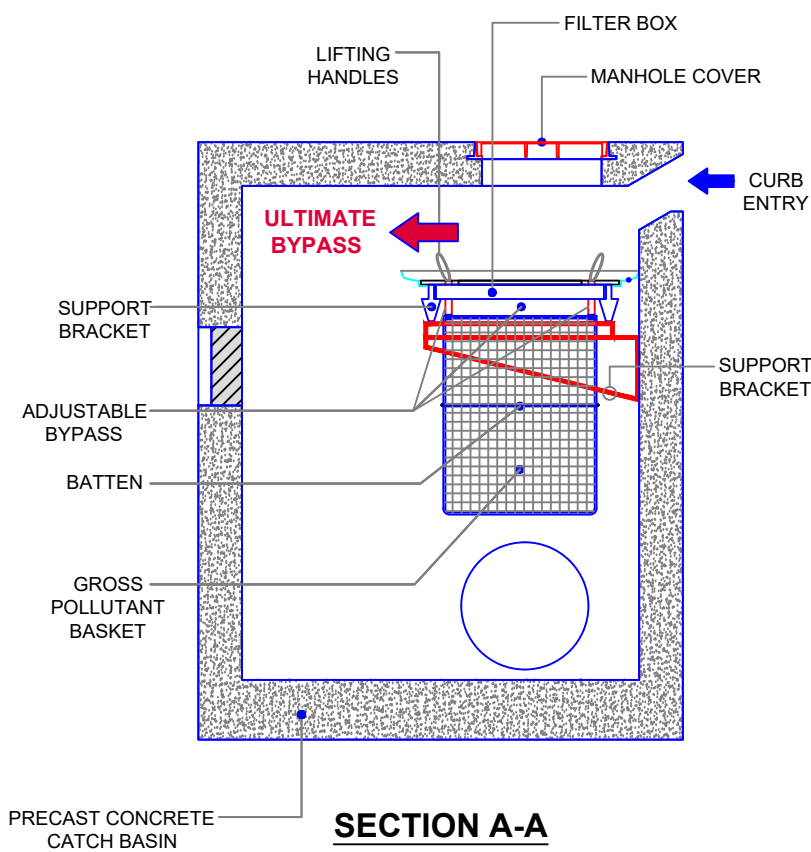 FILTER BOX
LIFTING
HANDLES
MANHOLE COVER
CURB
ENTRY
ULTIMATE
BYPASS
SUPPORT
BRACKET
SUPPORT
BRACKET
ADJUSTABLE
BYPASS
BATTEN
GROSS
POLLUTANT
BASKET
PRECAST CONCRETE
CATCH BASIN
SECTION A-A